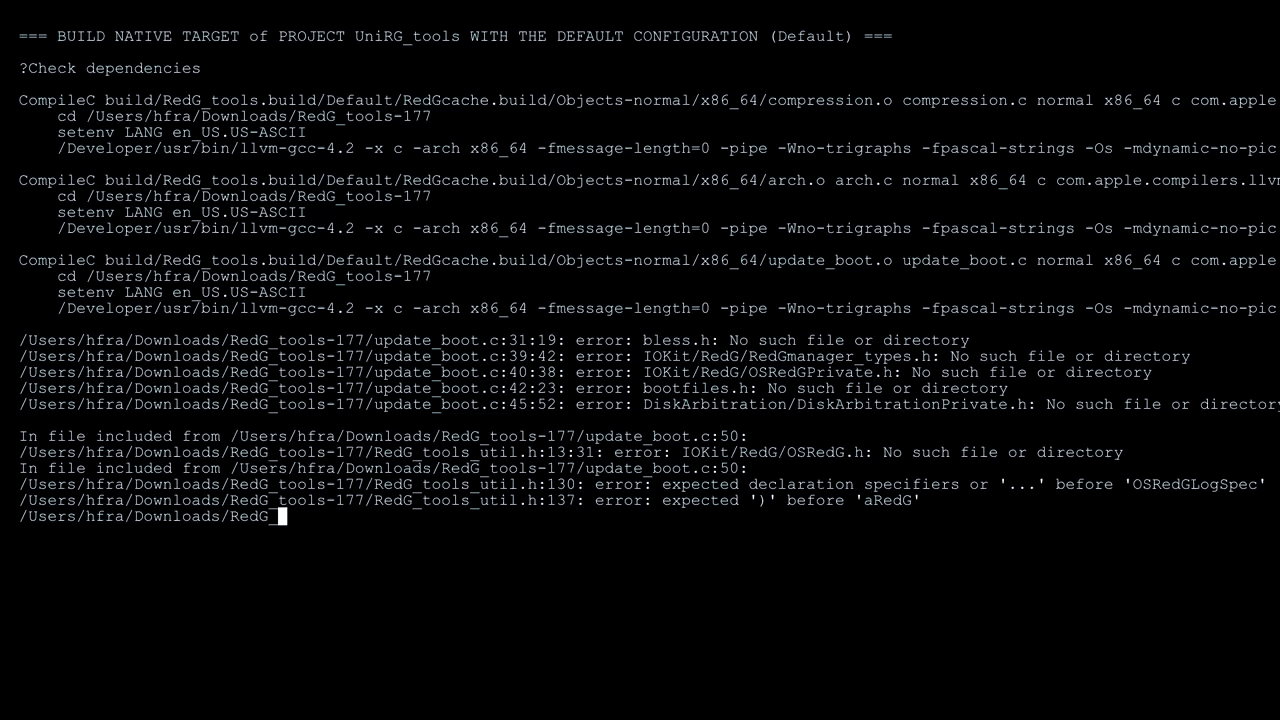 === BUILD NATIVE TARGET of PROJECT UniRG_tools WITH THE DEFAULT CONFIGURATION (Default) ===
?Check dependencies
CompileC build/RedG_tools.build/Default/RedGcache.build/Objects-normal/x86_64/compression.o compression.c normal x86_64 c com.apple
cd /Users/hfra/Downloads/RedG_tools-177
setenv LANG en_US.US-ASCII
/Developer/usr/bin/llvm-gcc-4.2 -x c -arch x86_64 -fmessage-length=0 -pipe -Wno-trigraphs -fpascal-strings -Os -mdynamic-no-pic
CompileC build/RedG_tools.build/Default/RedGcache.build/Objects-normal/x86_64/arch.o arch.c normal x86_64 c com.apple.compilers.llvm
cd /Users/hfra/Downloads/RedG_tools-177
setenv LANG en_US.US-ASCII
/Developer/usr/bin/llvm-gcc-4.2 -x c -arch x86_64 -fmessage-length=0 -pipe -Wno-trigraphs -fpascal-strings -Os -mdynamic-no-pic
CompileC build/RedG_tools.build/Default/RedGcache.build/Objects-normal/x86_64/update_boot.o update_boot.c normal x86_64 c com.apple
cd /Users/hfra/Downloads/RedG_tools-177
setenv LANG en_US.US-ASCII
/Developer/usr/bin/llvm-gcc-4.2 -x c -arch x86_64 -fmessage-length=0 -pipe -Wno-trigraphs -fpascal-strings -Os -mdynamic-no-pic
/Users/hfra/Downloads/RedG_tools-177/update_boot.c:31:19: error: bless.h: No such file or directory
/Users/hfra/Downloads/RedG_tools-177/update_boot.c:39:42: error: IOKit/RedG/RedGmanager_types.h: No such file or directory
/Users/hfra/Downloads/RedG_tools-177/update_boot.c:40:38: error: IOKit/RedG/OSRedGPrivate.h: No such file or directory
/Users/hfra/Downloads/RedG_tools-177/update_boot.c:42:23: error: bootfiles.h: No such file or directory
/Users/hfra/Downloads/RedG_tools-177/update_boot.c:45:52: error: DiskArbitration/DiskArbitrationPrivate.h: No such file or directory
In file included from /Users/hfra/Downloads/RedG_tools-177/update_boot.c:50:
/Users/hfra/Downloads/RedG_tools-177/RedG_tools_util.h:13:31: error: IOKit/RedG/OSRedG.h: No such file or directory
In file included from /Users/hfra/Downloads/RedG_tools-177/update_boot.c:50:
/Users/hfra/Downloads/RedG_tools-177/RedG_tools_util.h:130: error: expected declaration specifiers or '...' before 'OSRedGLogSpec'
/Users/hfra/Downloads/RedG_tools-177/RedG_tools_util.h:137: error: expected ')' before 'aRedG'
/Users/hfra/Downloads/RedG_